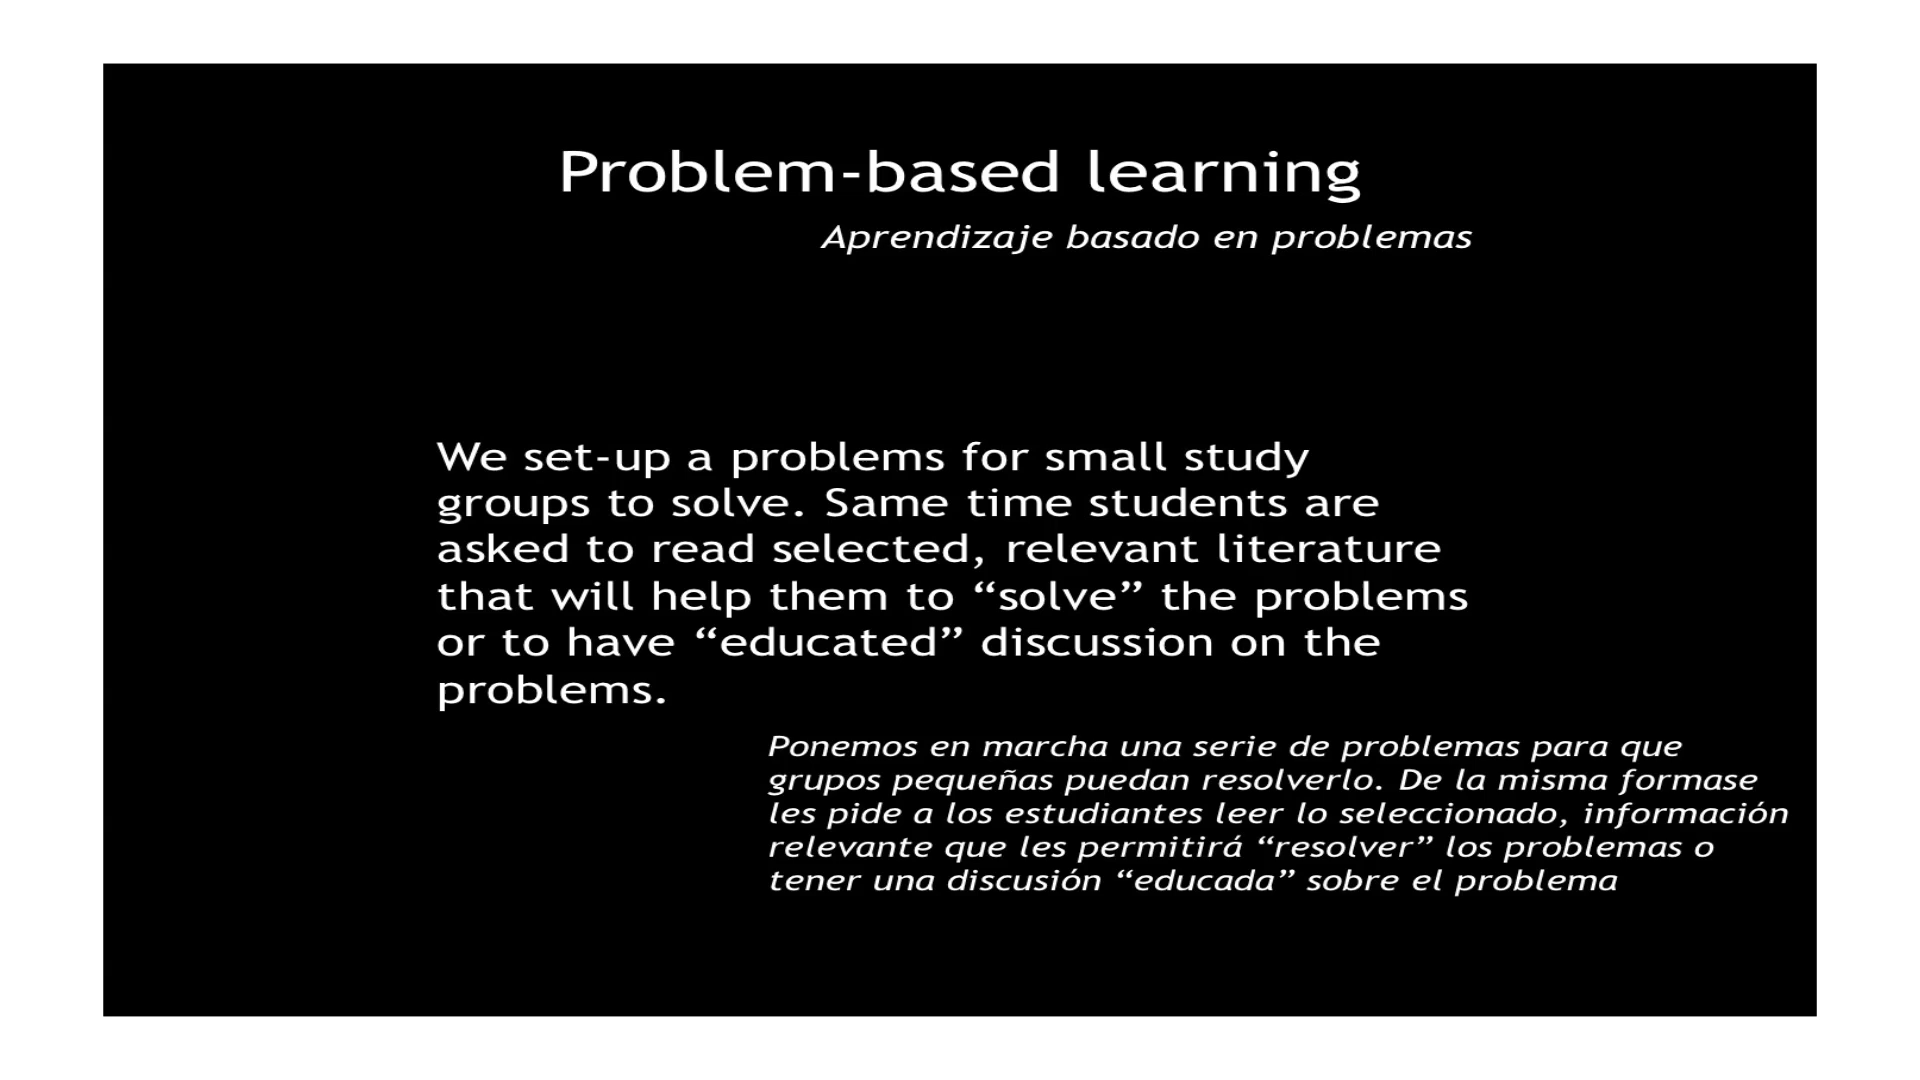 Problem-based learning
Aprendizaje basado en problemas
We set-up a problems for small study
groups to solve. Same time students are
asked to read selected, relevant literature
that will help them to “solve” the problems
or to have “educated” discussion on the
problems.
Ponemos en marcha una serie de problemas para que
grupos pequeñas puedan resolverlo. De la misma formase
les pide a los estudiantes leer lo seleccionado, información
relevante que les permitirá “resolver” los problemas o
tener una discusión “educada” sobre el problema